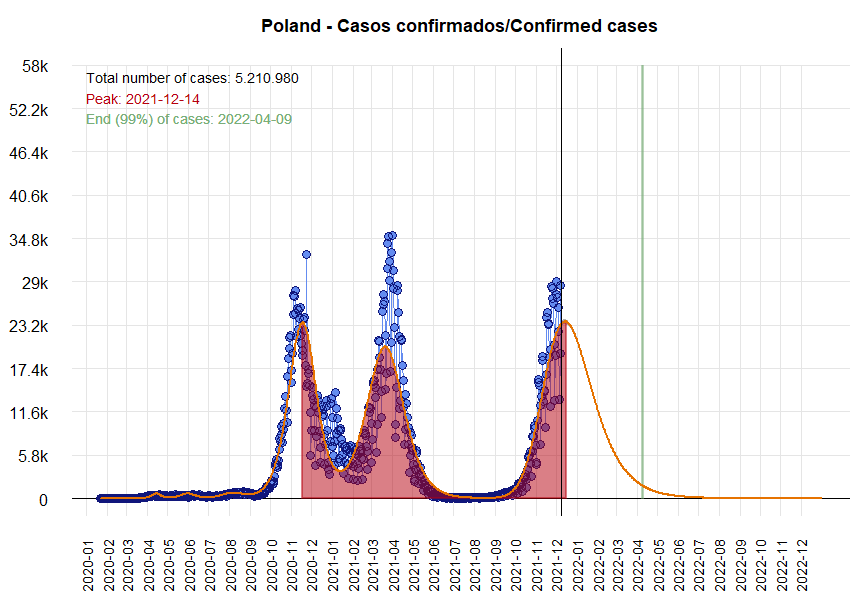 Poland - Casos confirmados/Confirmed cases
Total number of cases: 5.210.980
Peak: 2021-12-14
End (99%) of cases: 2022-04-09
58k
52.2k
46.4k
40.6k
34.8k
29k
23.2k
17.4k
11.6k
5.8k
0
2020-01
2020-02
2020-03
2020-04
2020-05
2020-06
2020-07
2020-08
2020-09
2020-10
2020-11
2020-12
2021-01
2021-02
2021-03
2021-04
2021-05
2021-06
2021-07
2021-08
2021-09
2021-10
2021-11
2021-12
2022-01
2022-02
2022-03
2022-04
2022-05
2022-06
2022-07
2022-08
2022-09
2022-10
2022-11
2022-12